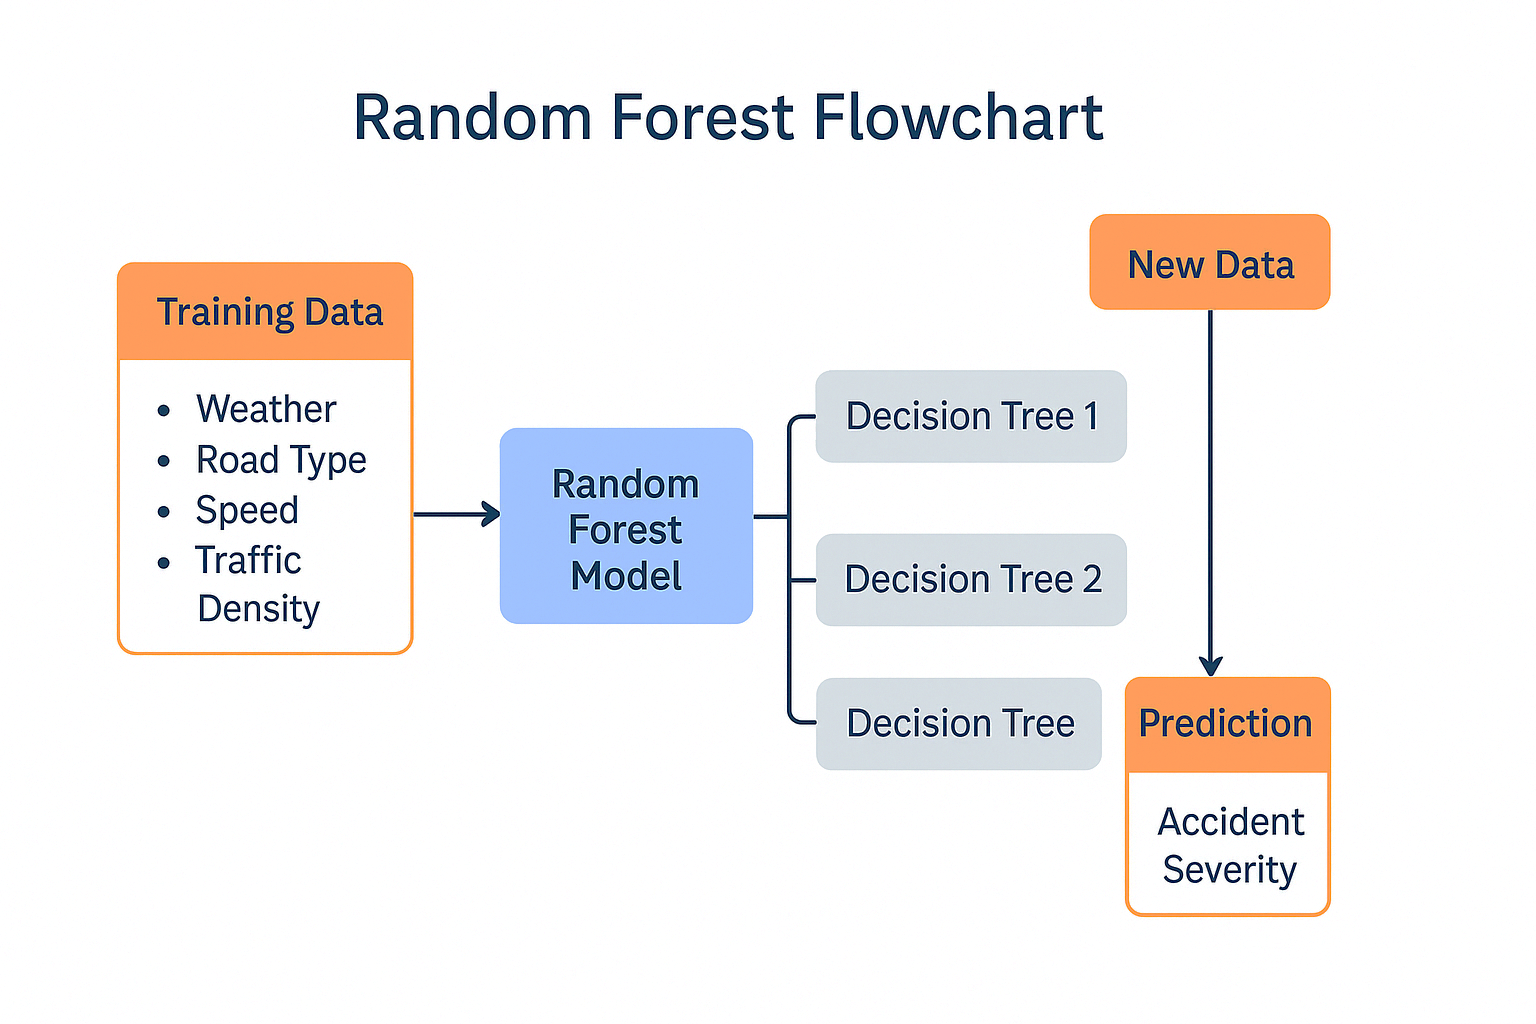 Random Forest Flowchart
Training Data
• Weather
• Road Type
• Speed
• Traffic
Density
Random
Forest
Model
Decision Tree 1
Decision Tree 2
Decision Tree
New Data
Prediction
Accident
Severity